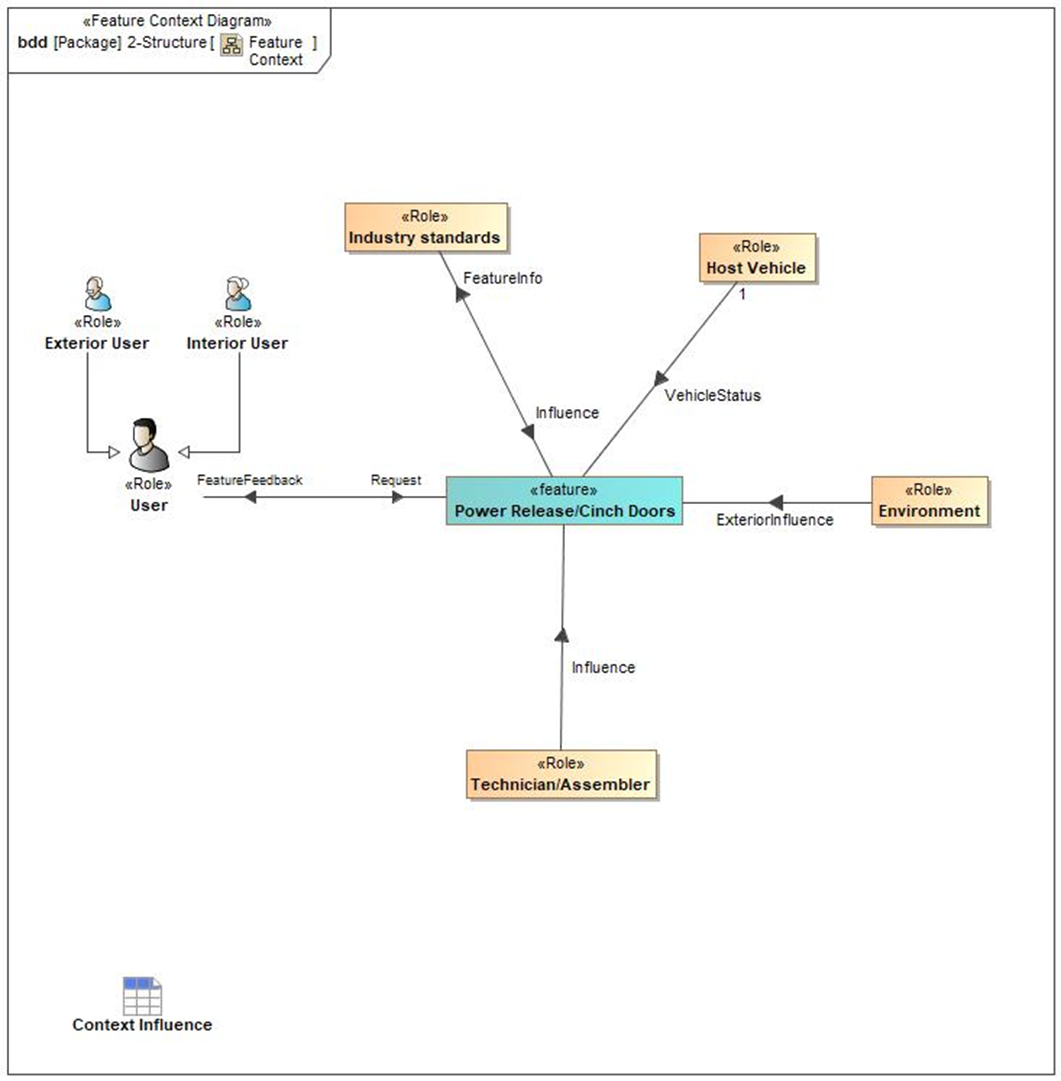 «Feature Context Diagram»
bdd [Package] 2-Structure [ Feature Context ]
«Role»
Industry standards
«Role»
Host Vehicle
1
FeatureInfo
«Role»
Exterior User
«Role»
Interior User
VehicleStatus
Influence
«Role»
User
FeatureFeedback
Request
«feature»
Power Release/Cinch Doors
«Role»
Environment
ExteriorInfluence
Influence
«Role»
Technician/Assembler
Context Influence